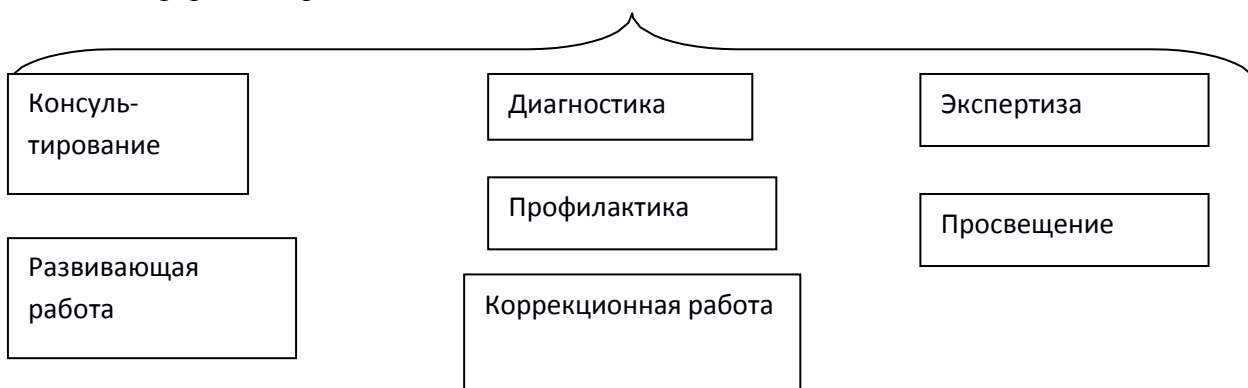 Консуль-
тирование
Диагностика
Экспертиза
Профилактика
Просвещение
Развивающая
работа
Коррекционная работа